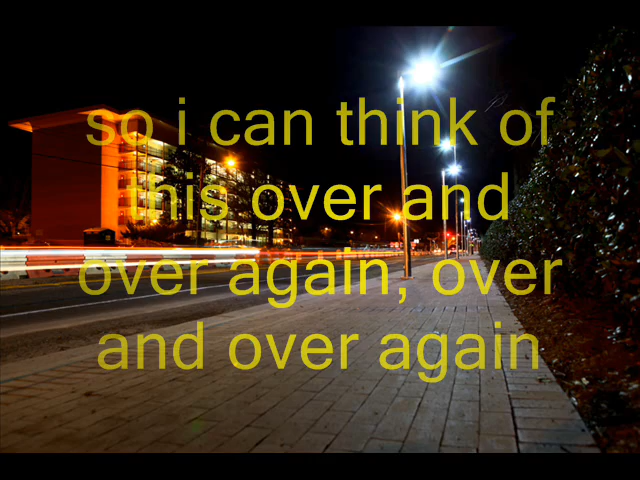 so i can think of
this over and
over again, over
and over again